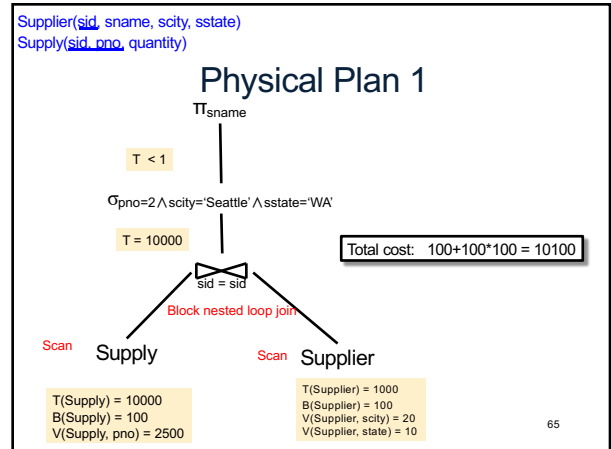 Supplier(sid, sname, scity, sstate)
Supply(sid, pno, quantity)
Physical Plan 1
πsname
T < 1
σpno=2∧scity='Seattle'∧sstate='WA'
T = 10000
Total cost: 100+100*100 = 10100
sid = sid
Block nested loop join
Scan Supply
Scan Supplier
T(Supply) = 10000
B(Supply) = 100
V(Supply, pno) = 2500
T(Supplier) = 1000
B(Supplier) = 100
V(Supplier, scity) = 20
V(Supplier, state) = 10
65